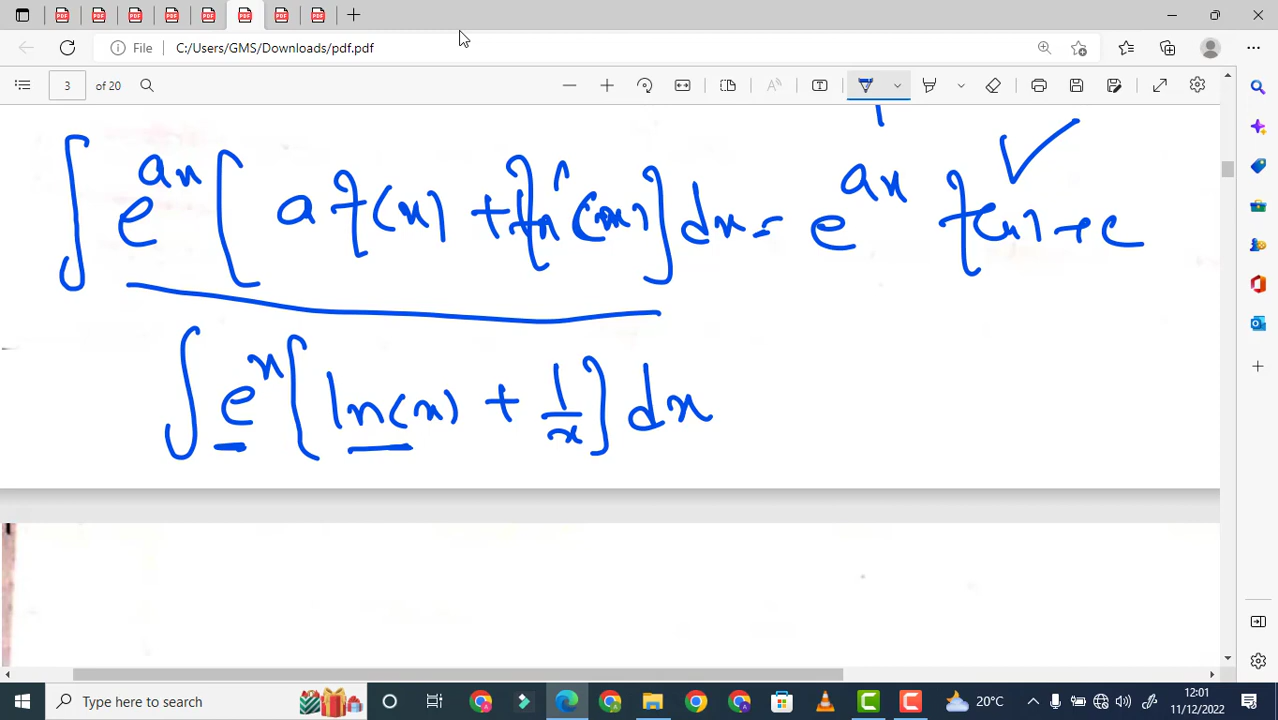 File C:/Users/GMS/Downloads/pdf.pdf
3 of 20
∫ e^{ax} [ a f(x) + f'(x) ] dx = e^{ax} f(x) + c
∫ e^x [ ln(x) + 1/x ] dx
Type here to search
20°C
12:01
11/12/2022